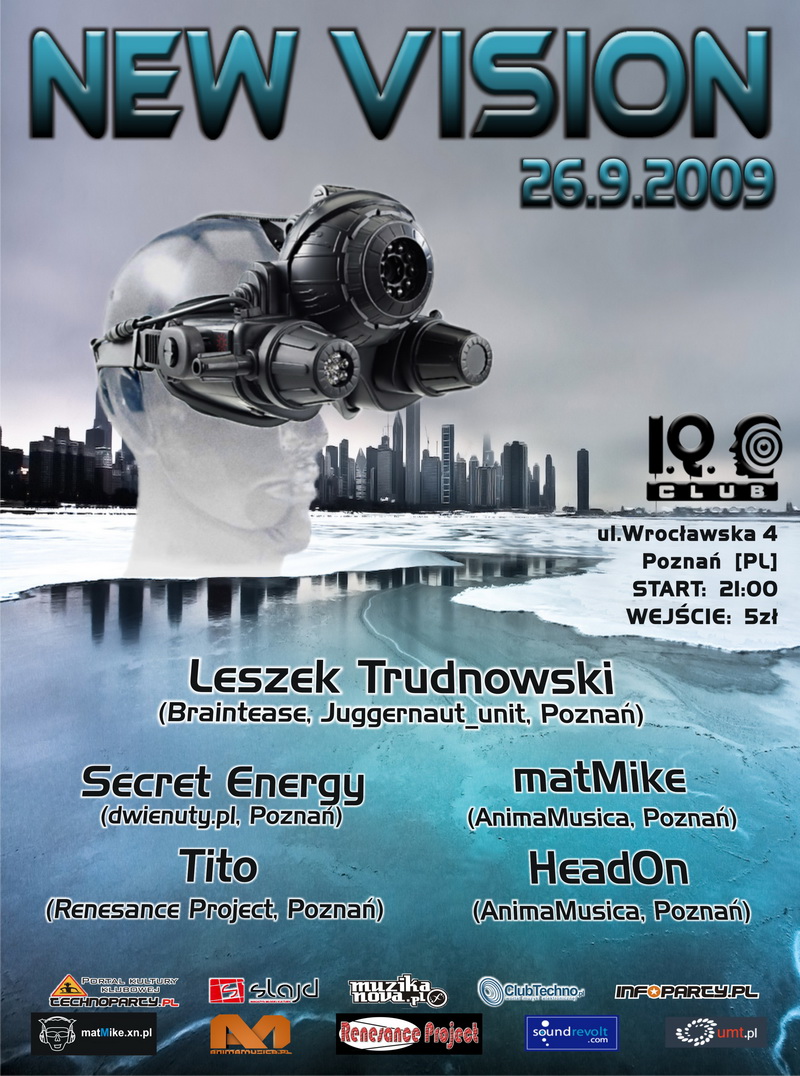 NEW VISION
26.9.2009
I.Q.
CLUB
ul.Wrocławska 4
Poznań [PL]
START: 21:00
WEJŚCIE: 5zł
Leszek Trudnowski
(Braintease, Juggernaut_unit, Poznań)
Secret Energy
(dwienuty.pl, Poznań)
matMike
(AnimaMusica, Poznań)
Tito
(Renesance Project, Poznań)
HeadOn
(AnimaMusica, Poznań)
PORTAL KULTURY
KLUBOWEJ
TECHNOPARTY.PL
slajd
muzika
nova.pl
ClubTechno.pl
INFOPARTY.PL
matMike.xn.pl
ANIMAMUSICA.PL
Renesance Project
soundrevolt
.com
umt.pl